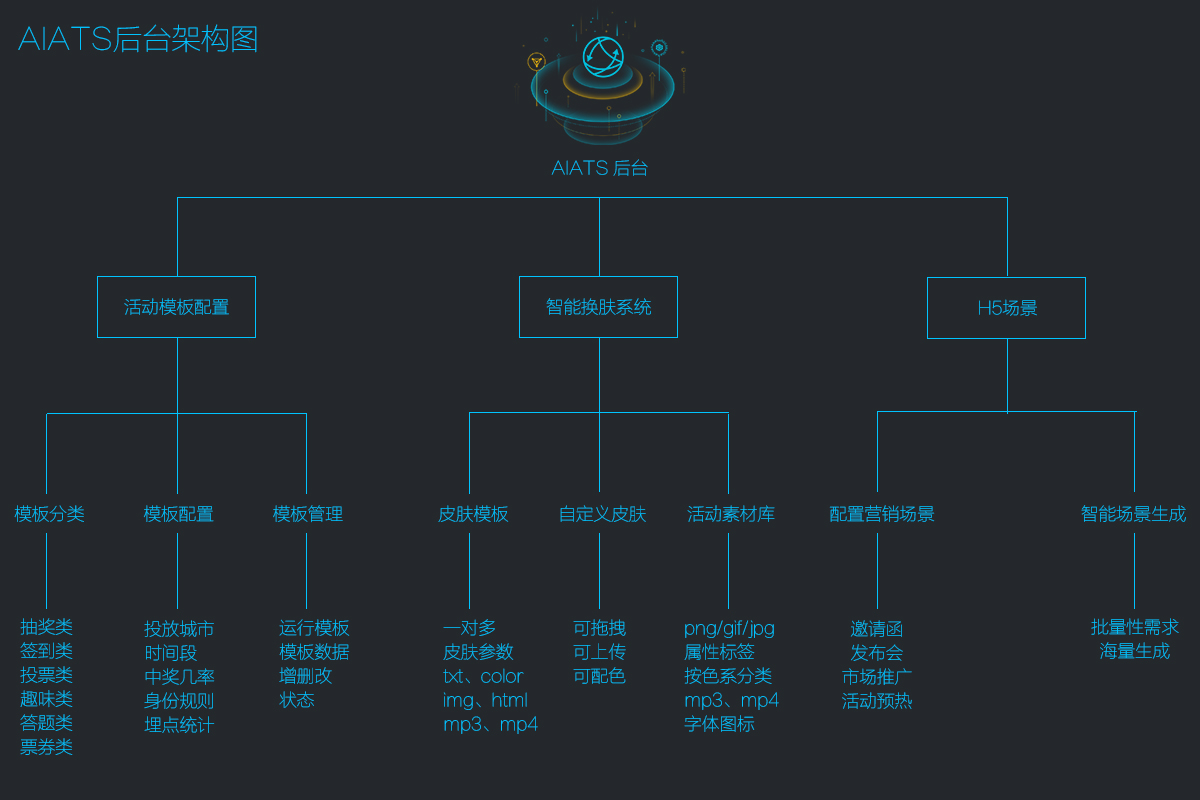 AIATS后台架构图
AIATS 后台
活动模板配置
智能换肤系统
H5场景
模板分类
模板配置
模板管理
皮肤模板
自定义皮肤
活动素材库
配置营销场景
智能场景生成
抽奖类
签到类
投票类
趣味类
答题类
票券类
投放城市
时间段
中奖几率
身份规则
埋点统计
运行模板
模板数据
增删改
状态
一对多
皮肤参数
txt、color
img、html
mp3、mp4
可拖拽
可上传
可配色
png/gif/jpg
属性标签
按色系分类
mp3、mp4
字体图标
邀请函
发布会
市场推广
活动预热
批量性需求
海量生成